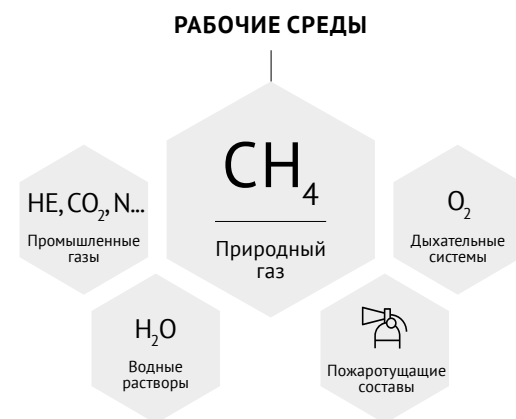 РАБОЧИЕ СРЕДЫ
CH₄
Природный
газ
HE, CO₂, N...
Промышленные
газы
O₂
Дыхательные
системы
H₂O
Водные
растворы
Пожаротущащие
составы